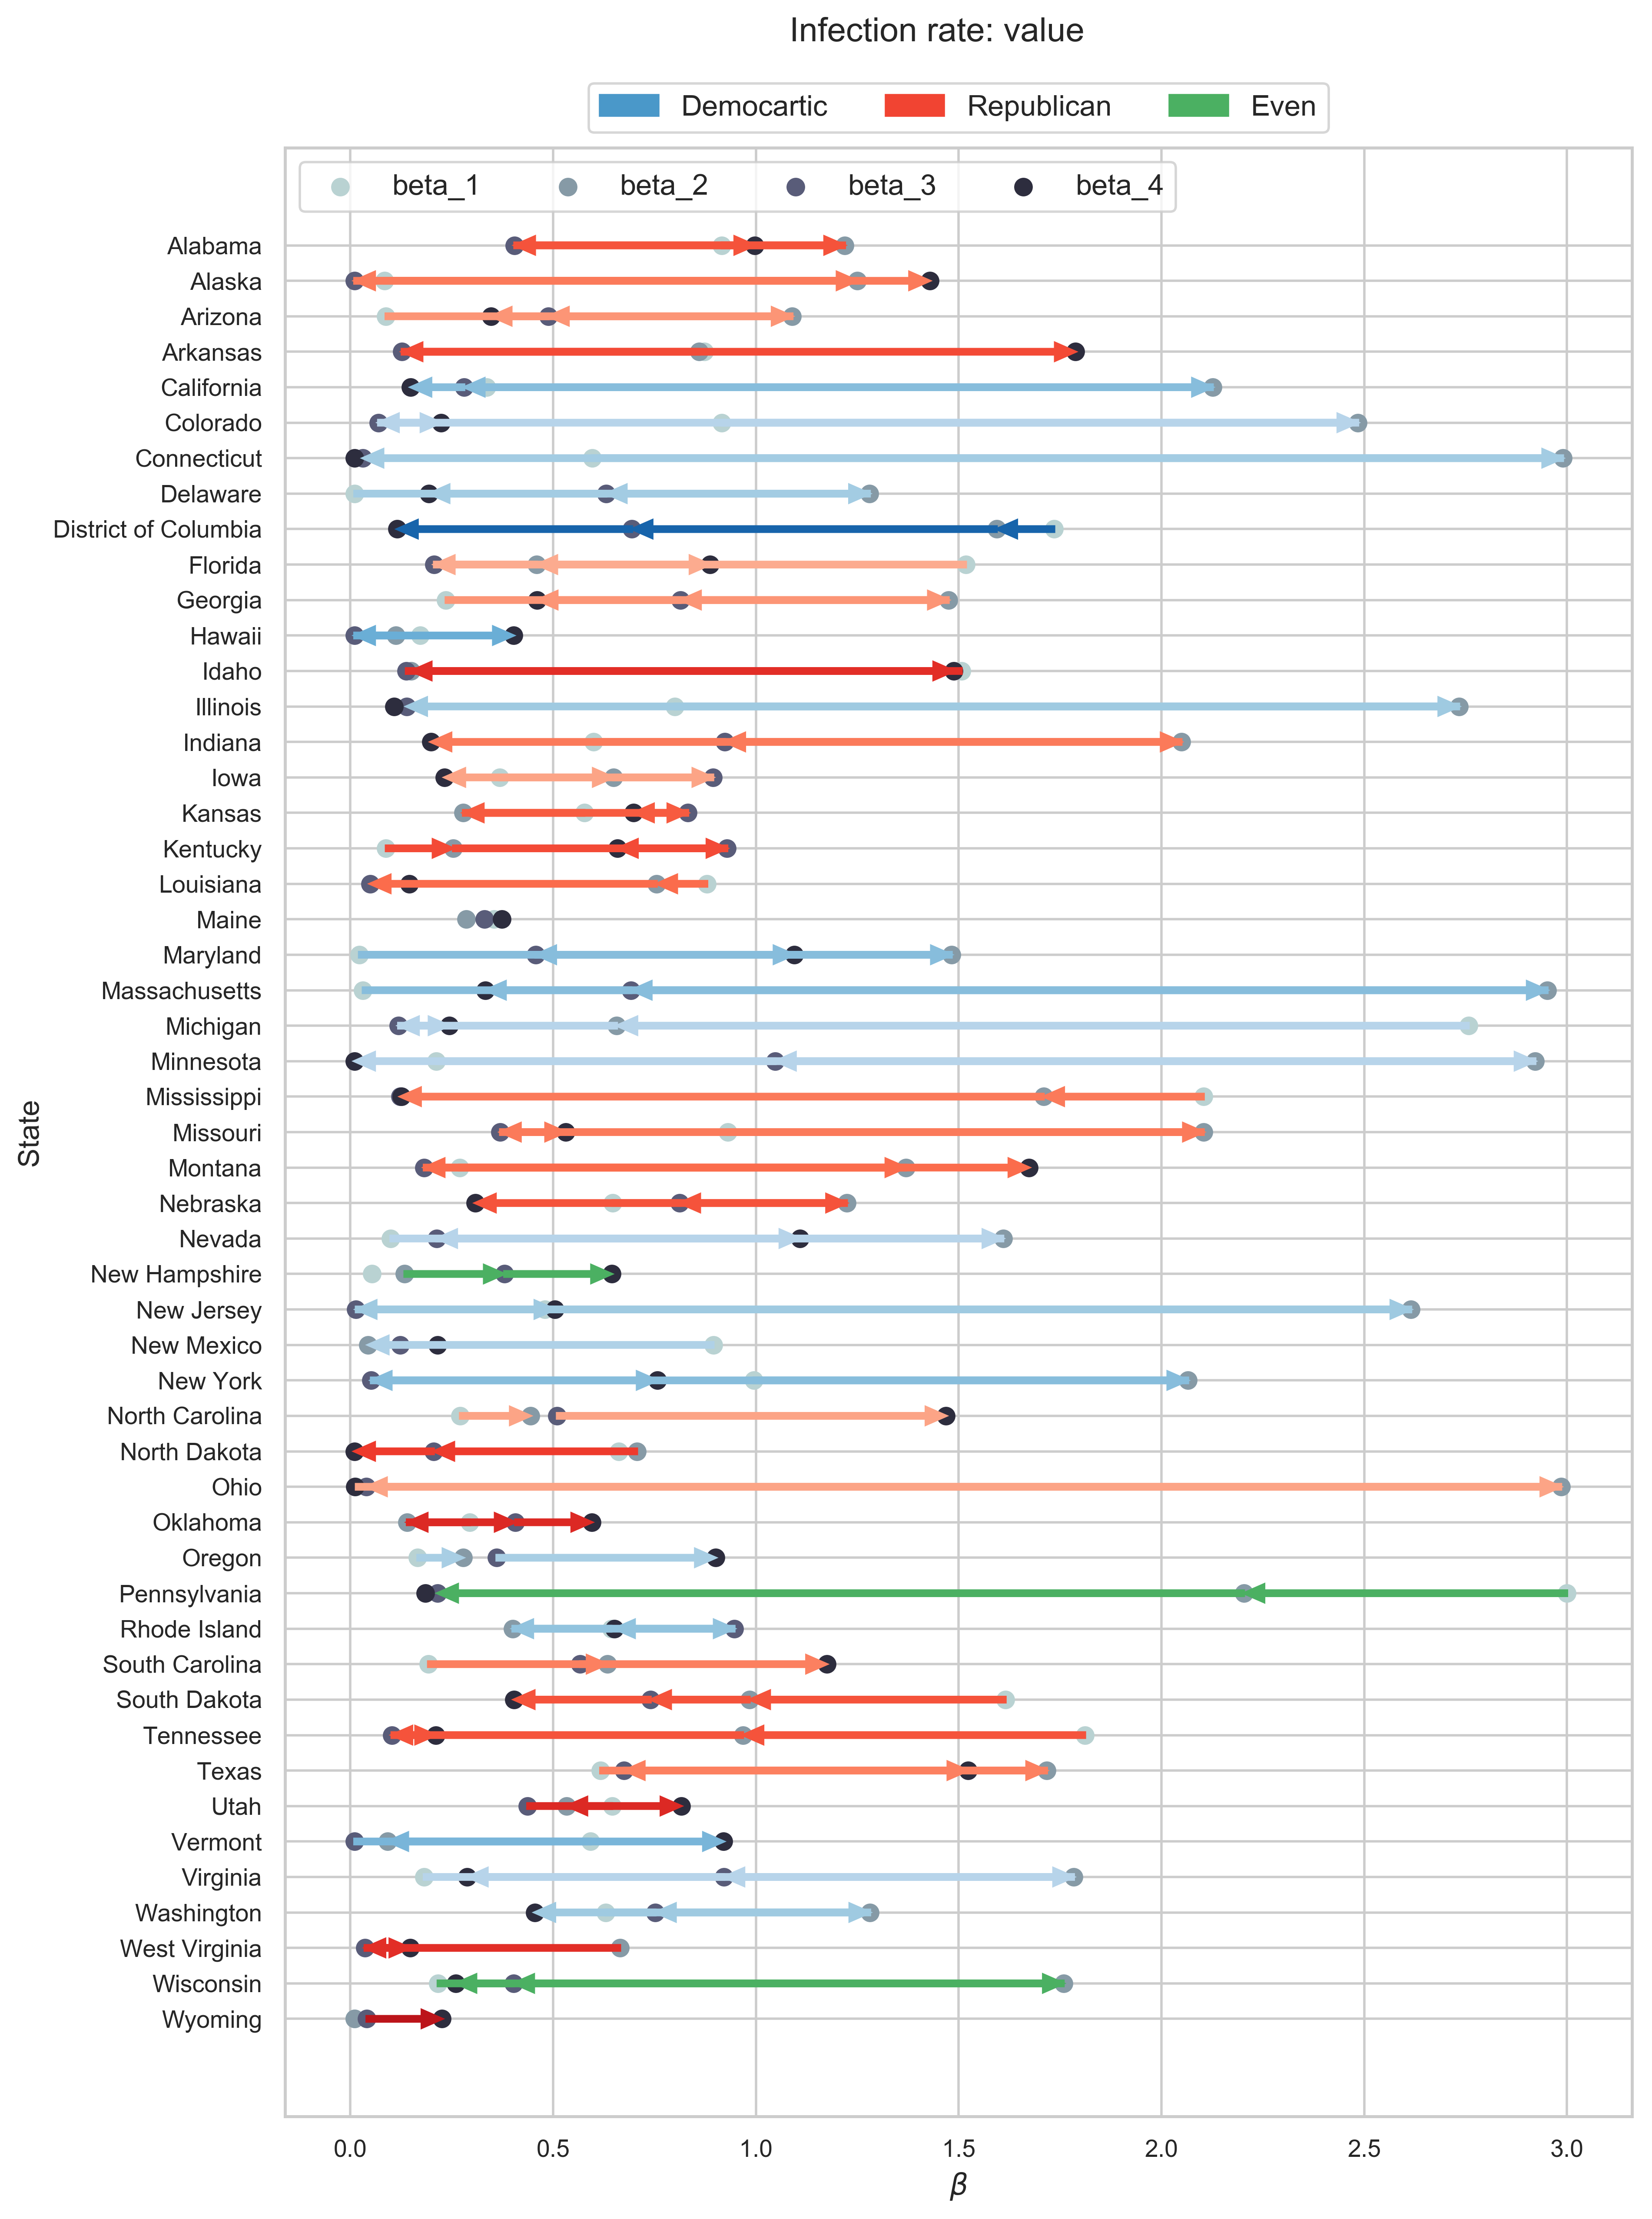 Infection rate: value
Democartic Republican Even
beta_1 beta_2 beta_3 beta_4
Alabama
Alaska
Arizona
Arkansas
California
Colorado
Connecticut
Delaware
District of Columbia
Florida
Georgia
Hawaii
Idaho
Illinois
Indiana
Iowa
Kansas
Kentucky
Louisiana
Maine
Maryland
Massachusetts
Michigan
Minnesota
Mississippi
Missouri
Montana
Nebraska
Nevada
New Hampshire
New Jersey
New Mexico
New York
North Carolina
North Dakota
Ohio
Oklahoma
Oregon
Pennsylvania
Rhode Island
South Carolina
South Dakota
Tennessee
Texas
Utah
Vermont
Virginia
Washington
West Virginia
Wisconsin
Wyoming
State
0.0 0.5 1.0 1.5 2.0 2.5 3.0
β